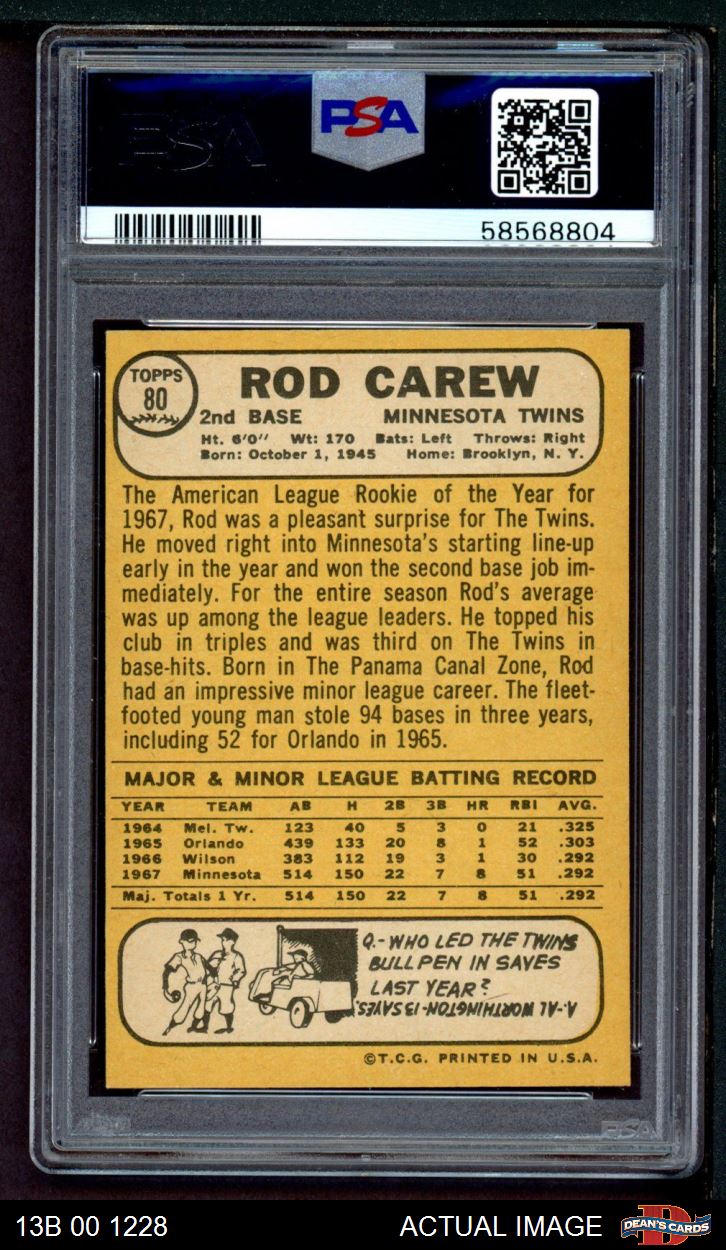 PSA
PSA
58568804
TOPPS
80
ROD CAREW
2nd BASE MINNESOTA TWINS
Ht. 6'0" Wt: 170 Bats: Left Throws: Right
Born: October 1, 1945 Home: Brooklyn, N. Y.
The American League Rookie of the Year for
1967, Rod was a pleasant surprise for The Twins.
He moved right into Minnesota's starting line-up
early in the year and won the second base job im-
mediately. For the entire season Rod's average
was up among the league leaders. He topped his
club in triples and was third on The Twins in
base-hits. Born in The Panama Canal Zone, Rod
had an impressive minor league career. The fleet-
footed young man stole 94 bases in three years,
including 52 for Orlando in 1965.
MAJOR & MINOR LEAGUE BATTING RECORD
YEAR TEAM AB H 2B 3B HR RBI AVG.
1964 Mel. Tw. 123 40 5 3 0 21 .325
1965 Orlando 439 133 20 8 1 52 .303
1966 Wilson 383 112 19 3 1 30 .292
1967 Minnesota 514 150 22 7 8 51 .292
Maj. Totals 1 Yr. 514 150 22 7 8 51 .292
Q.-WHO LED THE TWINS
BULLPEN IN SAVES
LAST YEAR?
A.-AL WORTHINGTON-13 SAVES.
©T.C.G. PRINTED IN U.S.A.
PSA
13B 00 1228 ACTUAL IMAGE
DEAN'S CARDS